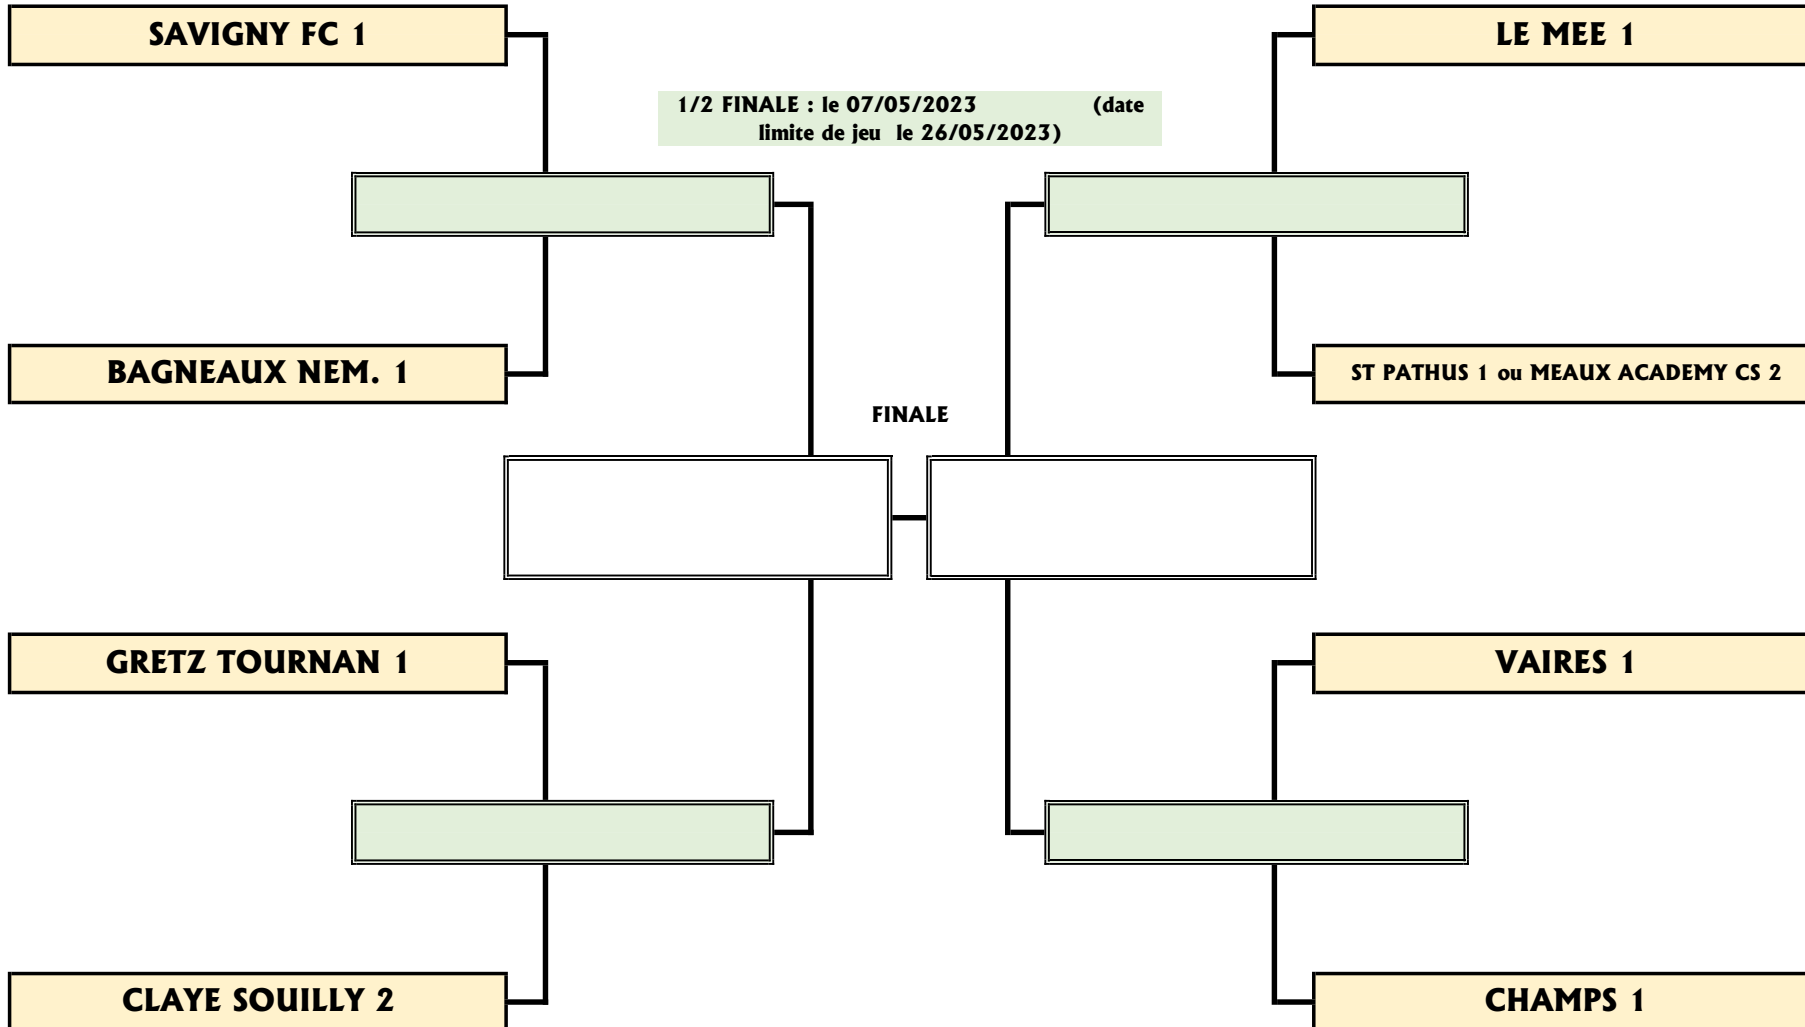 SAVIGNY FC 1
LE MEE 1
1/2 FINALE : le 07/05/2023 (date
limite de jeu le 26/05/2023)
BAGNEAUX NEM. 1
ST PATHUS 1 ou MEAUX ACADEMY CS 2
FINALE
GRETZ TOURNAN 1
VAIRES 1
CLAYE SOUILLY 2
CHAMPS 1